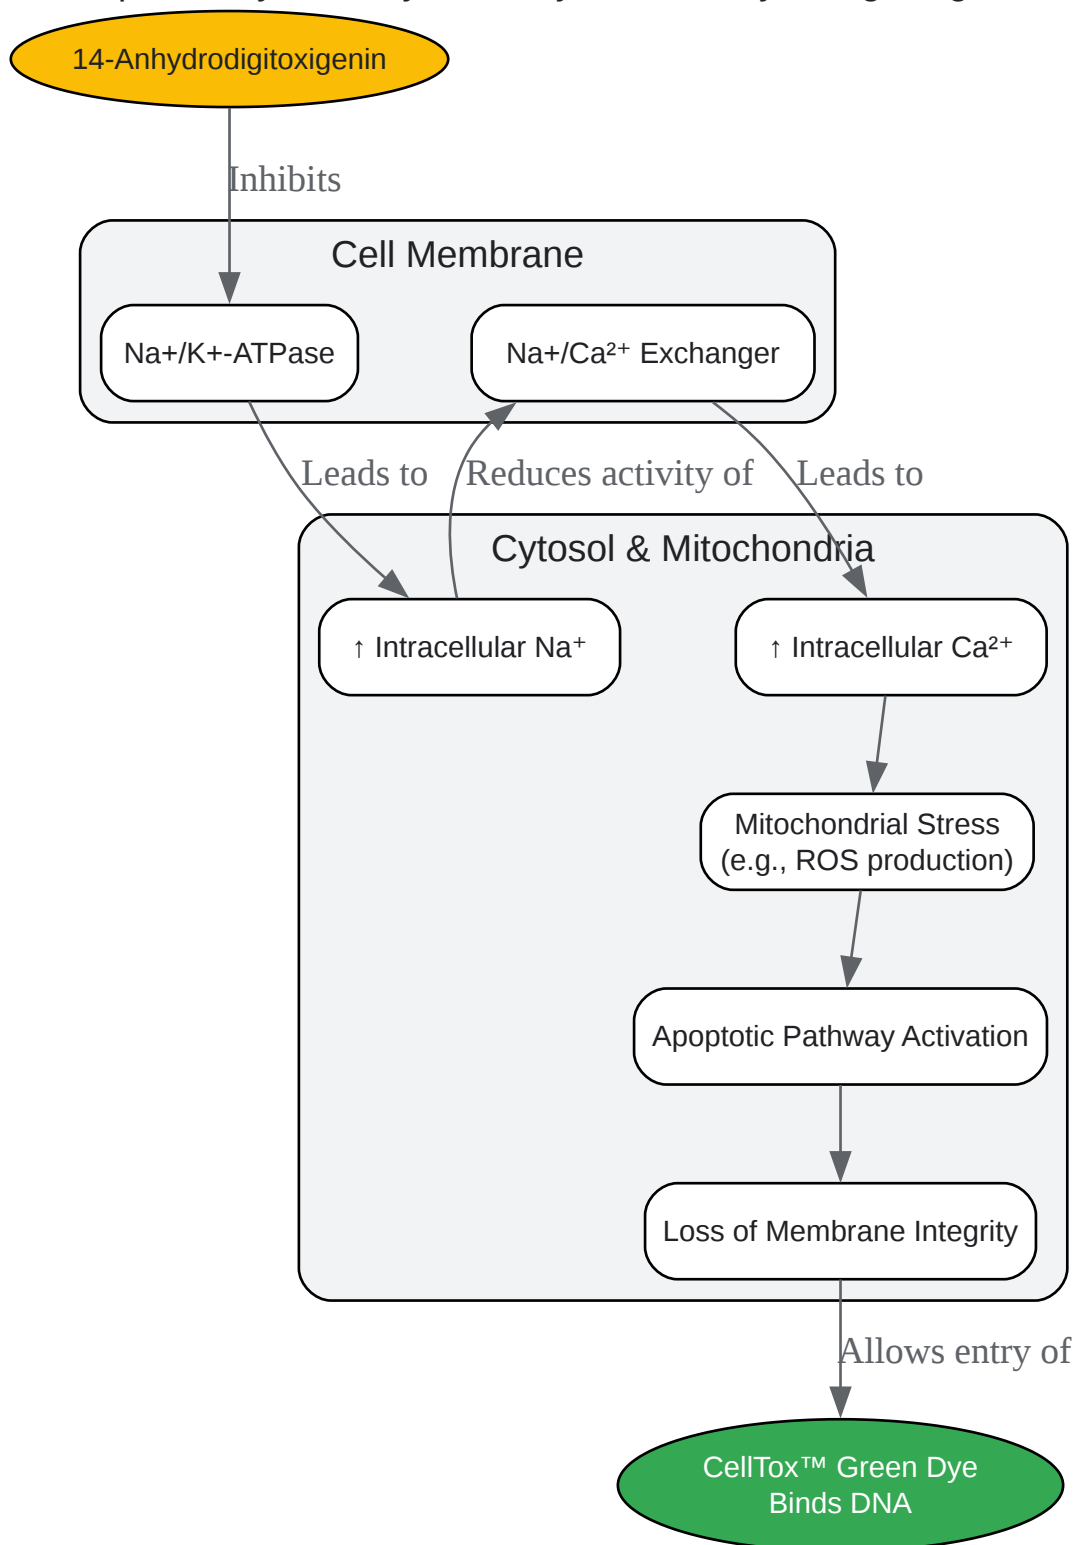 14-Anhydrodigitoxigenin
Inhibits
Cell Membrane
Na+/K+-ATPase
Na+/Ca²⁺ Exchanger
Leads to
Reduces activity of
Leads to
Cytosol & Mitochondria
↑ Intracellular Na⁺
↑ Intracellular Ca²⁺
Mitochondrial Stress
(e.g., ROS production)
Apoptotic Pathway Activation
Loss of Membrane Integrity
Allows entry of
CellTox™ Green Dye
Binds DNA